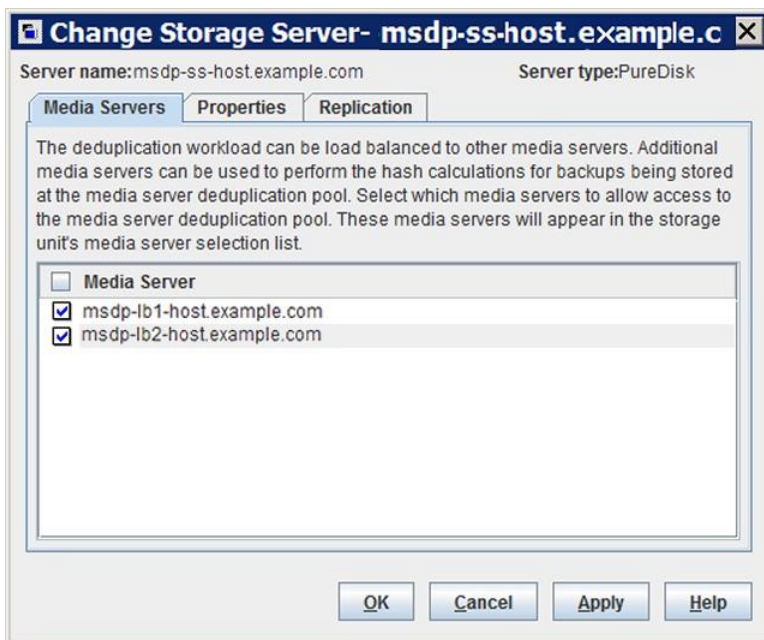 Change Storage Server- msdp-ss-host.example.c
Server name:msdp-ss-host.example.com Server type:PureDisk
Media Servers Properties Replication
The deduplication workload can be load balanced to other media servers. Additional
media servers can be used to perform the hash calculations for backups being stored
at the media server deduplication pool. Select which media servers to allow access to
the media server deduplication pool. These media servers will appear in the storage
unit's media server selection list.
Media Server
msdp-lb1-host.example.com
msdp-lb2-host.example.com
OK Cancel Apply Help